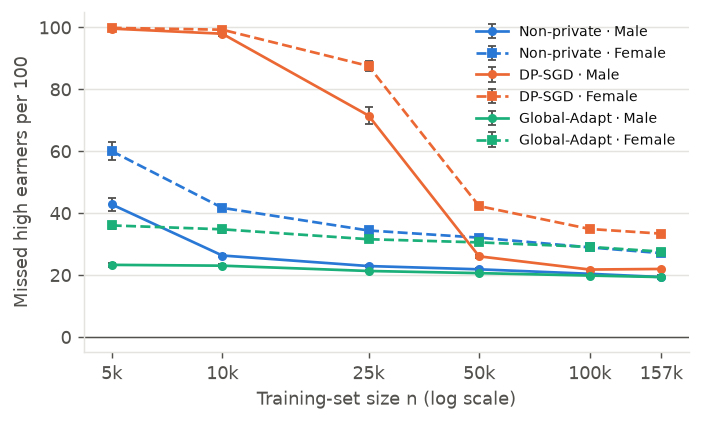 Missed high earners per 100
100
80
60
40
20
0
5k 10k 25k 50k 100k 157k
Training-set size n (log scale)
Non-private · Male
Non-private · Female
DP-SGD · Male
DP-SGD · Female
Global-Adapt · Male
Global-Adapt · Female